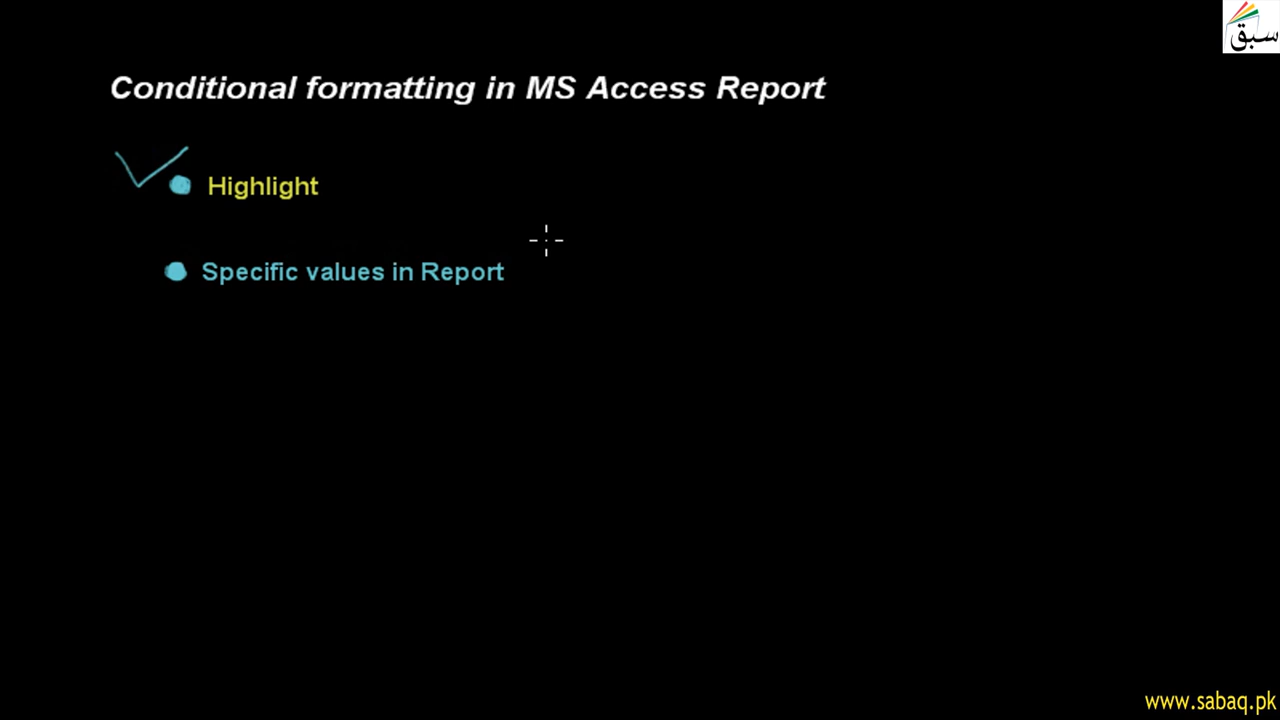 سبق
Conditional formatting in MS Access Report
Highlight
Specific values in Report
www.sabaq.pk